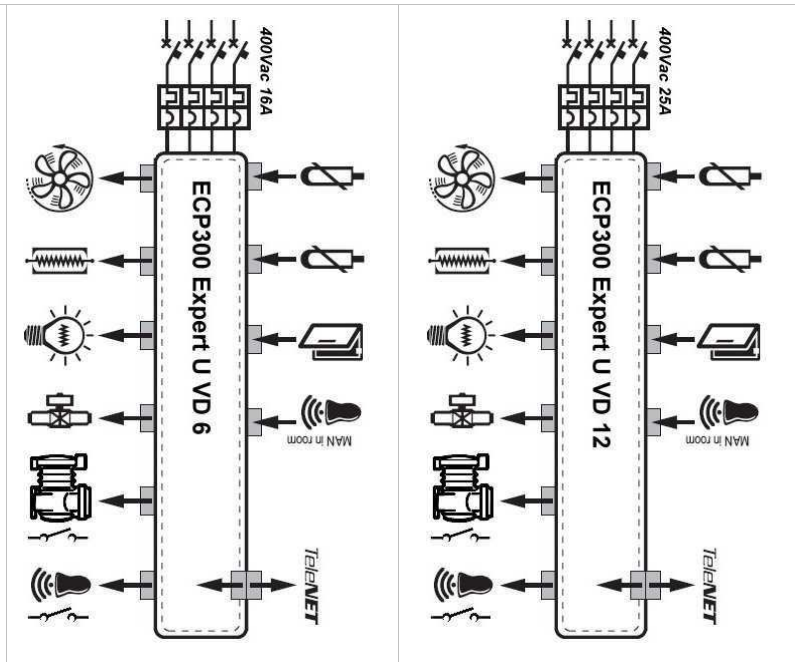 400Vac 16A
ECP300 Expert U VD 6
MAN in room
TeleNET
400Vac 25A
ECP300 Expert U VD 12
MAN in room
TeleNET